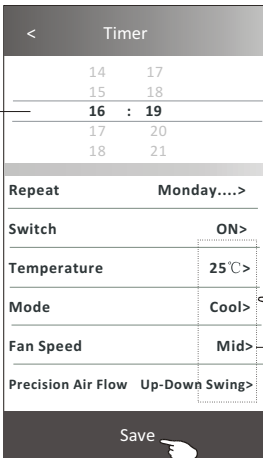 < Timer
14 17
15 18
16 : 19
17 20
18 21
Repeat Monday....>
Switch ON>
Temperature 25℃>
Mode Cool>
Fan Speed Mid>
Precision Air Flow Up-Down Swing>
Save